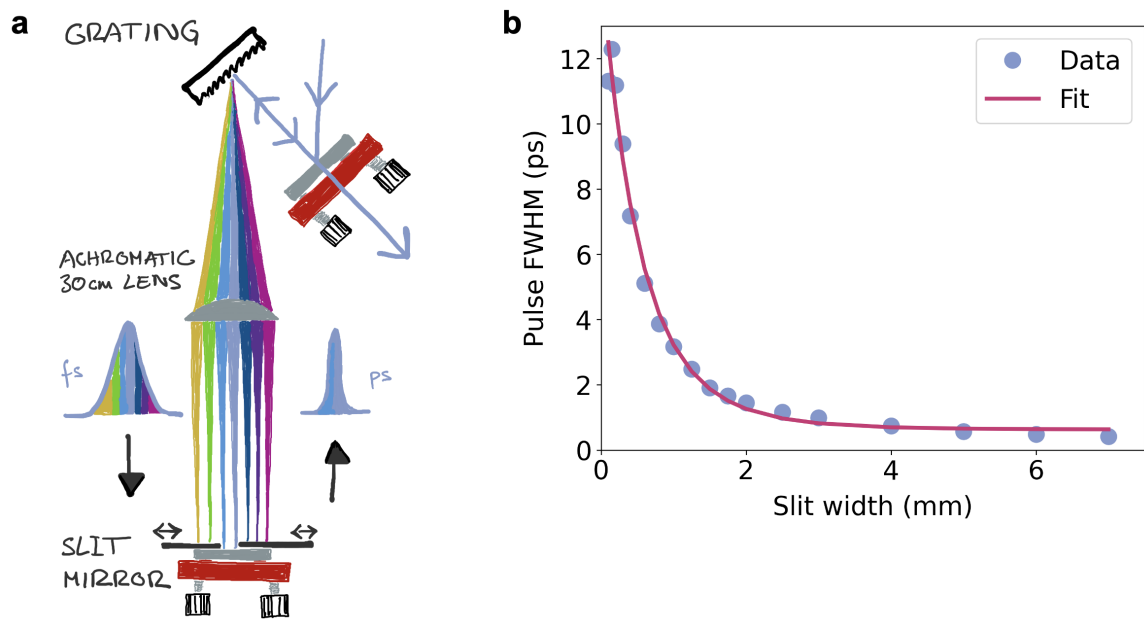 a
GRATING
ACHROMATIC
30cm LENS
fs
ps
SLIT
MIRROR
b
Pulse FWHM (ps)
12
10
8
6
4
2
0
0 2 4 6
Slit width (mm)
Data
Fit